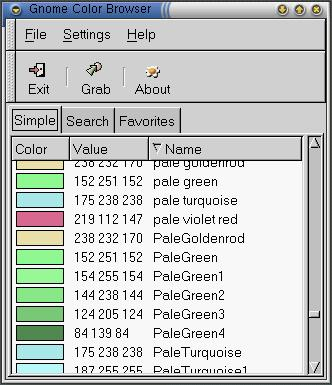 Gnome Color Browser
File Settings Help
Exit Grab About
Simple Search Favorites
Color Value Name
238 232 170 pale goldenrod
152 251 152 pale green
175 238 238 pale turquoise
219 112 147 pale violet red
238 232 170 PaleGoldenrod
152 251 152 PaleGreen
154 255 154 PaleGreen1
144 238 144 PaleGreen2
124 205 124 PaleGreen3
84 139 84 PaleGreen4
175 238 238 PaleTurquoise
187 255 255 PaleTurquoise1